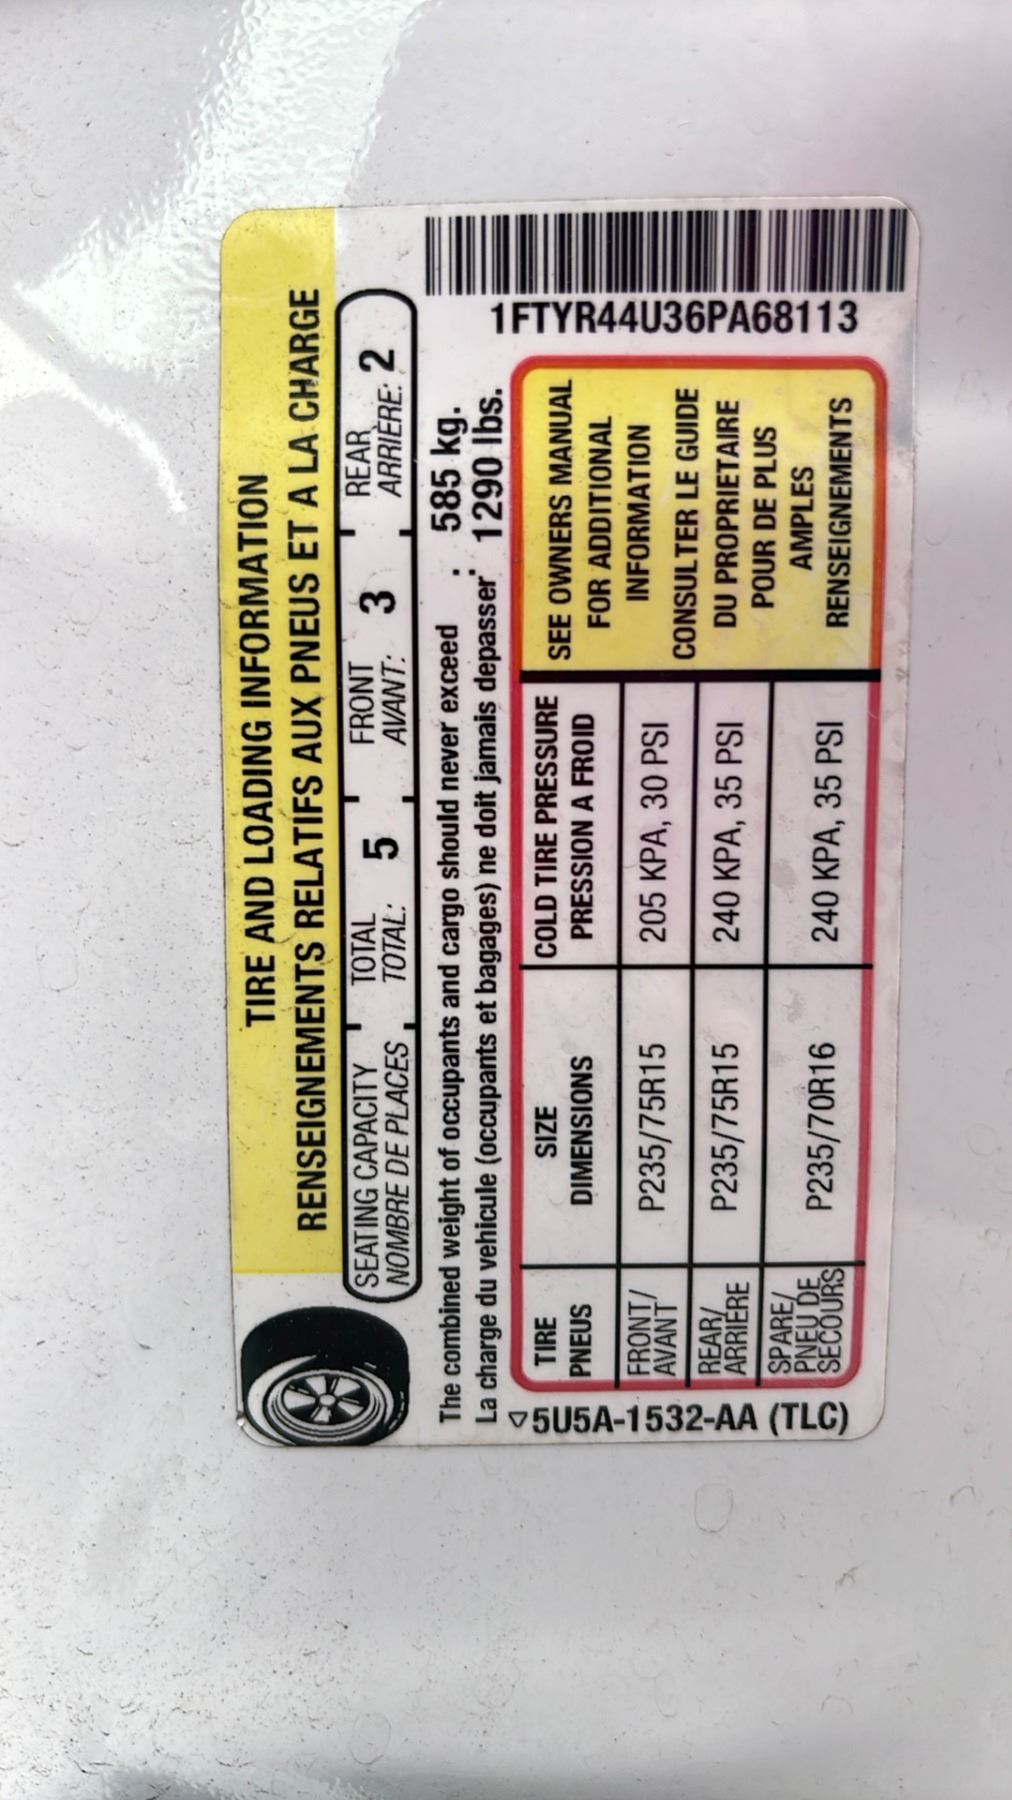 TIRE AND LOADING INFORMATION
RENSEIGNEMENTS RELATIFS AUX PNEUS ET A LA CHARGE
SEATING CAPACITY TOTAL 5 FRONT 3 REAR 2
NOMBRE DE PLACES TOTAL: AVANT: ARRIÈRE:
The combined weight of occupants and cargo should never exceed : 585 kg.
La charge du vehicule (occupants et bagages) ne doit jamais depasser : 1290 lbs.
TIRE SIZE COLD TIRE PRESSURE
PNEUS DIMENSIONS PRESSION A FROID
FRONT/ P235/75R15 205 KPA, 30 PSI
AVANT
REAR/ P235/75R15 240 KPA, 35 PSI
ARRIERE
SPARE/ P235/70R16 240 KPA, 35 PSI
PNEU DE
SECOURS
SEE OWNERS MANUAL
FOR ADDITIONAL
INFORMATION
CONSULTER LE GUIDE
DU PROPRIETAIRE
POUR DE PLUS
AMPLES
RENSEIGNEMENTS
5U5A-1532-AA (TLC)
1FTYR44U36PA68113